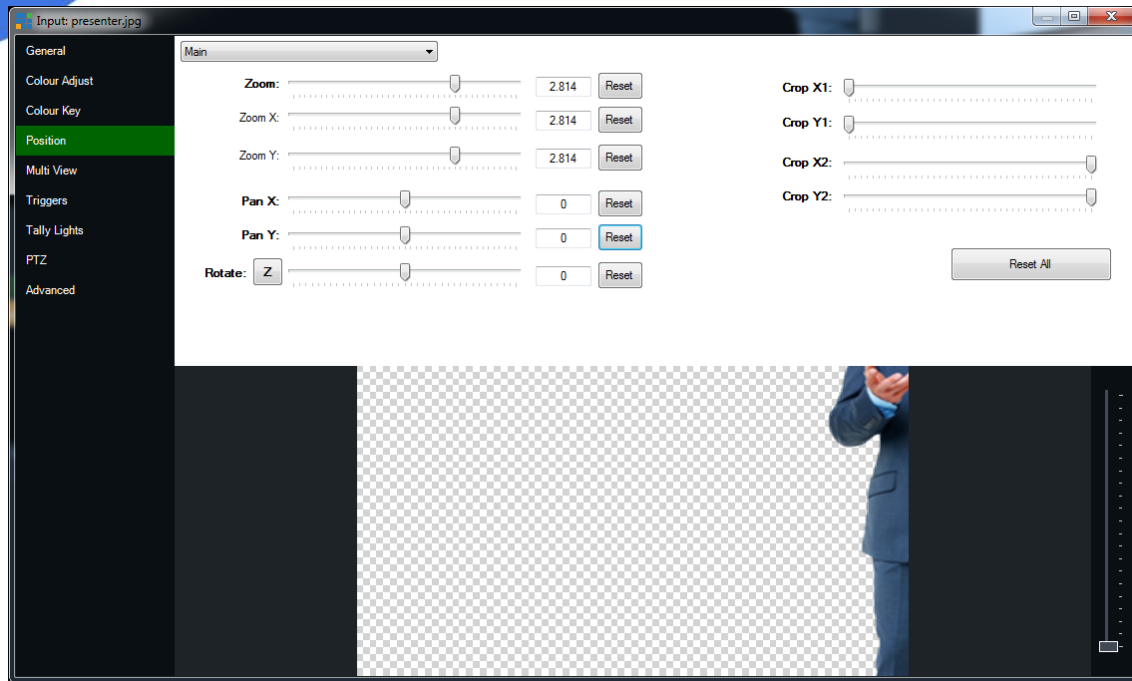 Input: presenter.jpg
General
Colour Adjust
Colour Key
Position
Multi View
Triggers
Tally Lights
PTZ
Advanced
Main
Zoom: 2.814 Reset
Zoom X: 2.814 Reset
Zoom Y: 2.814 Reset
Pan X: 0 Reset
Pan Y: 0 Reset
Rotate: Z 0 Reset
Crop X1:
Crop Y1:
Crop X2:
Crop Y2:
Reset All